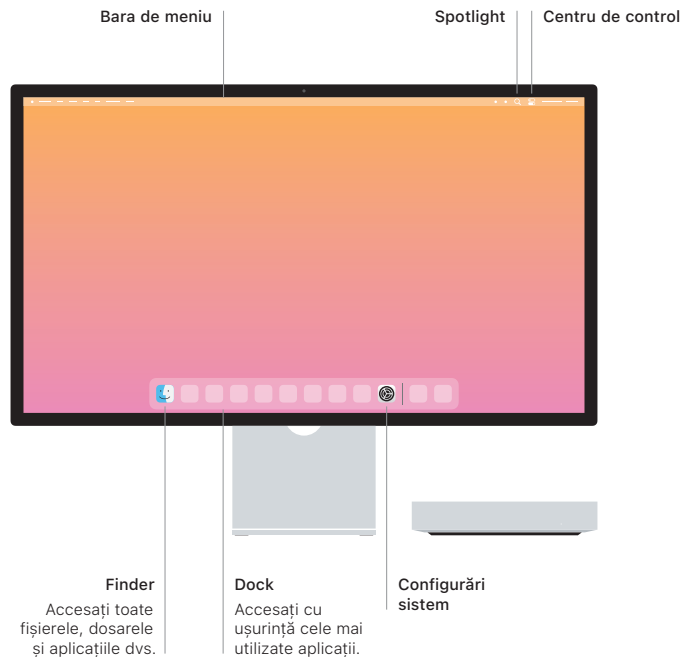 Bara de meniu
Spotlight
Centru de control
Finder
Accesați toate
fișierele, dosarele
și aplicațiile dvs.
Dock
Accesați cu
ușurință cele mai
utilizate aplicații.
Configurări
sistem